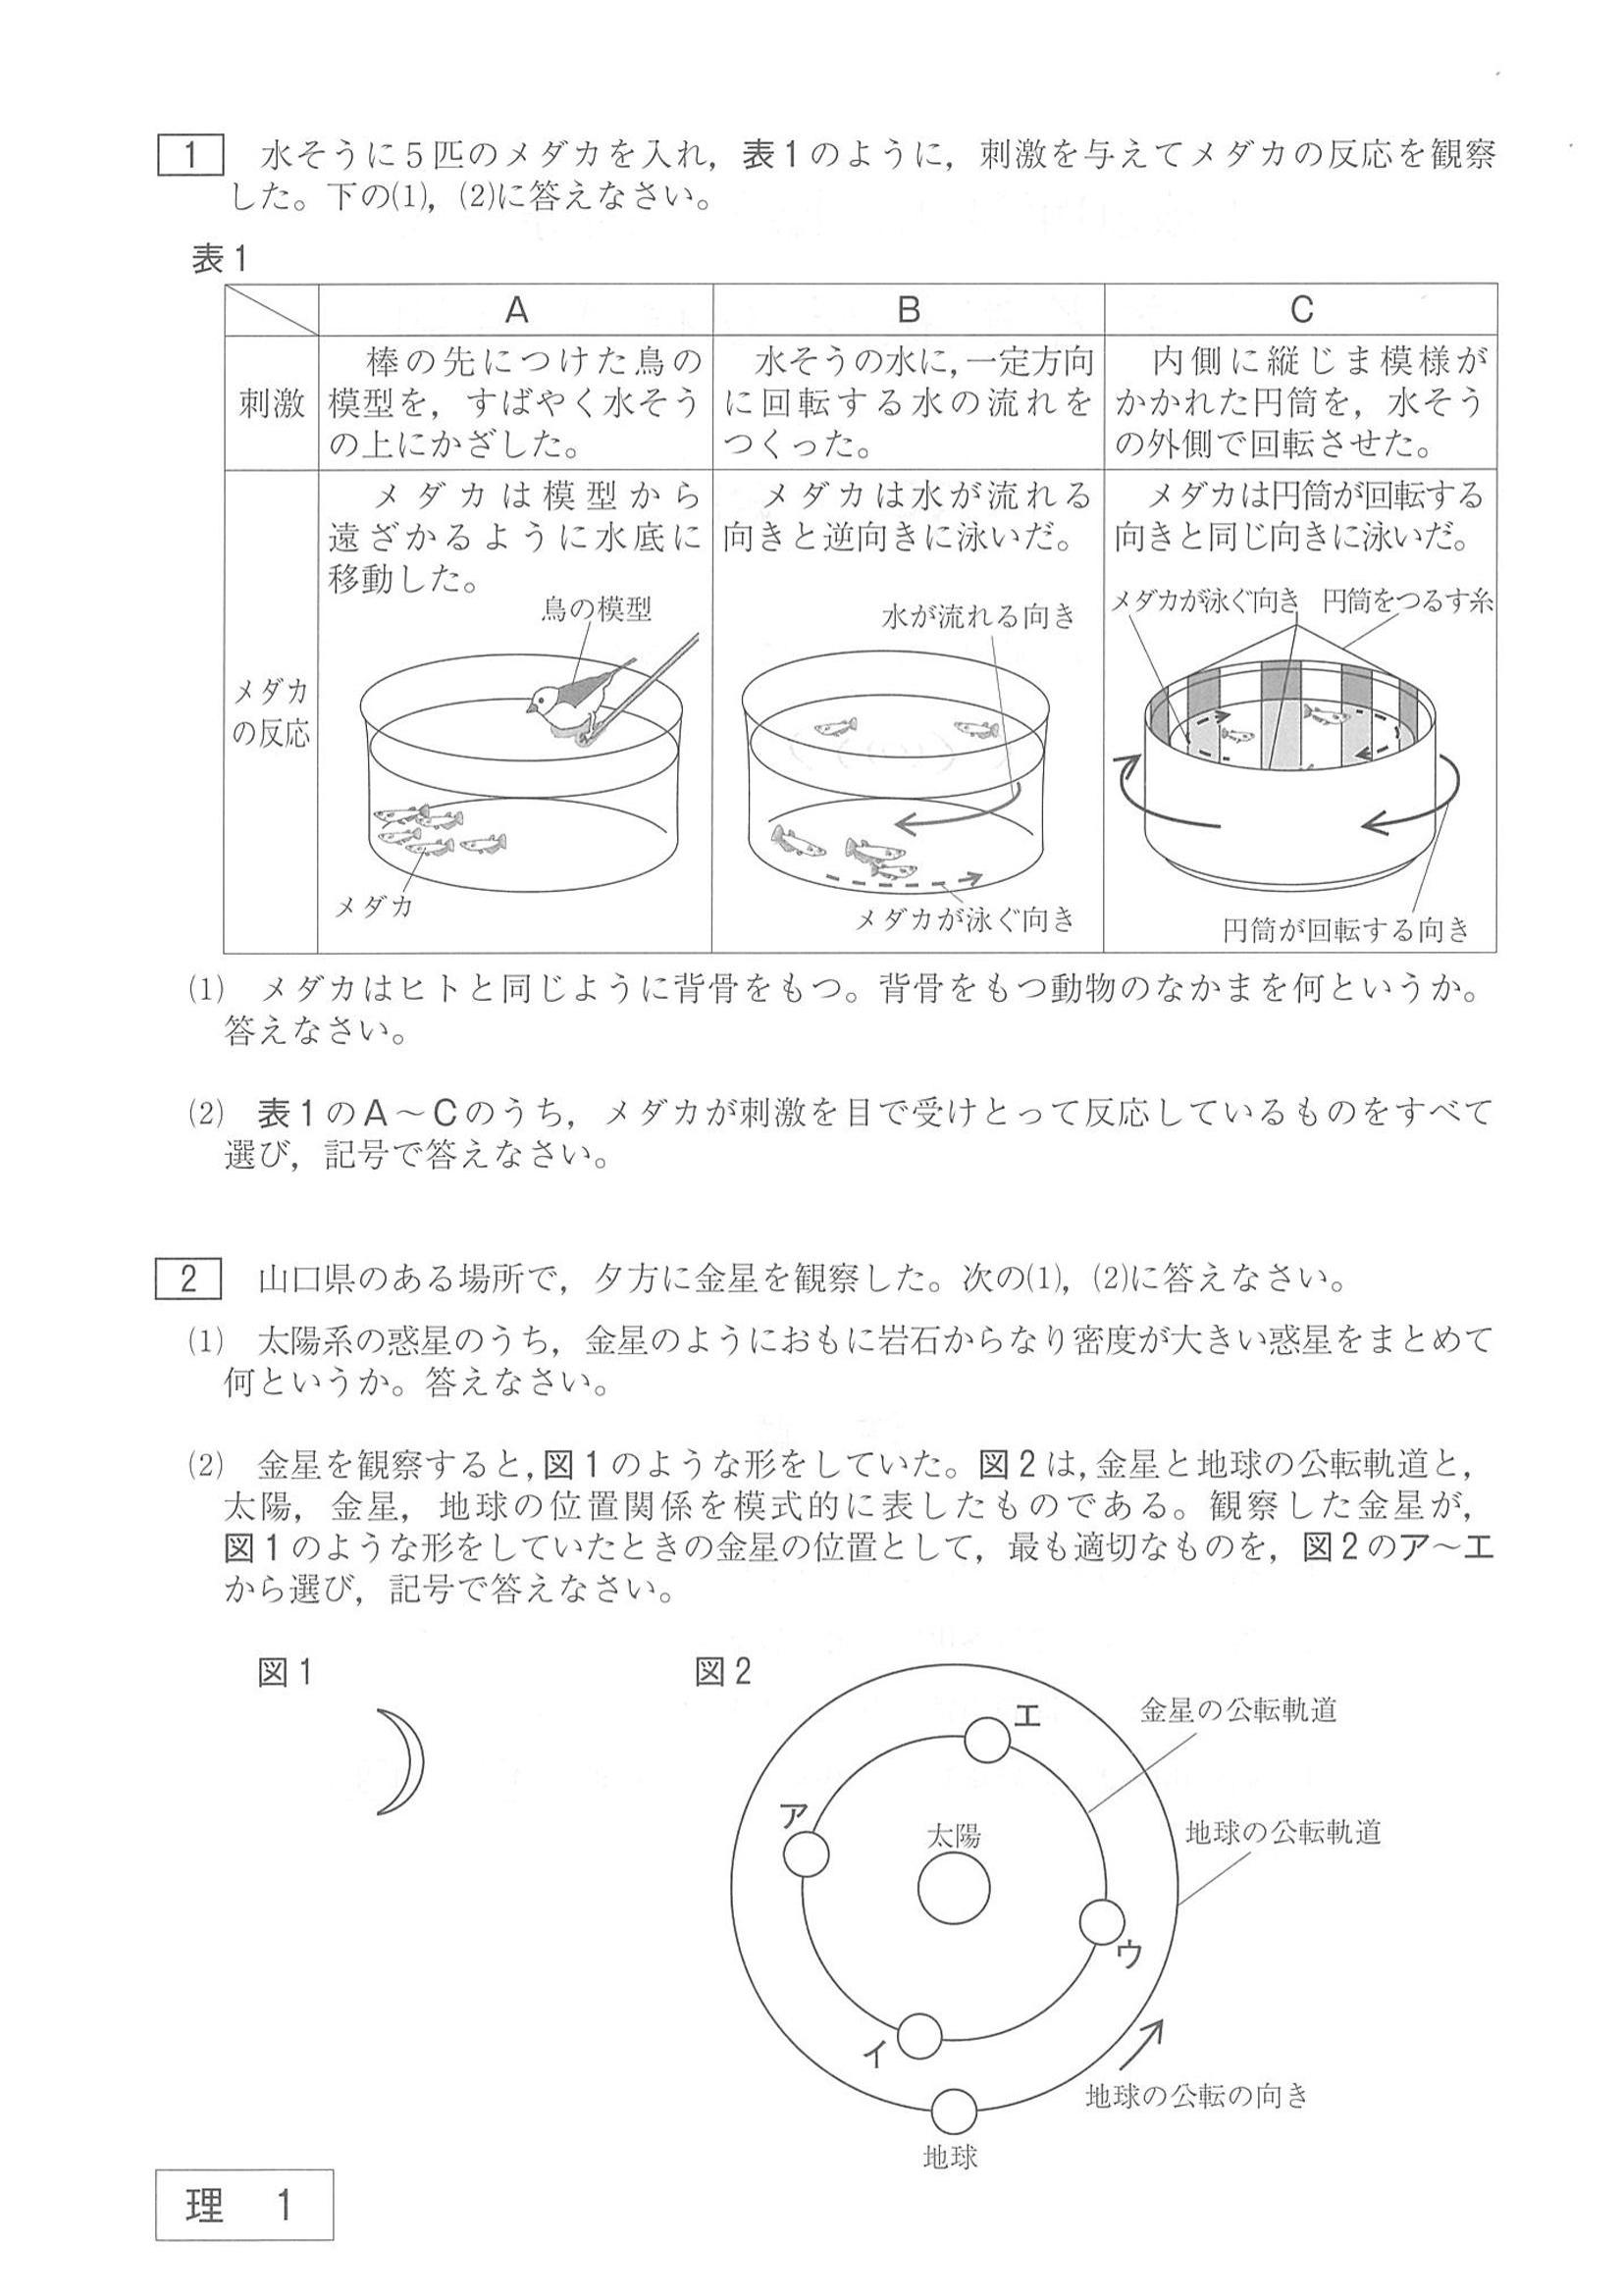 1 水そうに5匹のメダカを入れ，表1のように，刺激を与えてメダカの反応を観察
した。下の(1)，(2)に答えなさい。
表1
A
B
C
刺激
棒の先につけた鳥の
模型を，すばやく水そう
の上にかざした。
水そうの水に，一定方向
に回転する水の流れを
つくった。
内側に縦じま模様が
かかれた円筒を，水そう
の外側で回転させた。
メダカ
の反応
メダカは模型から
遠ざかるように水底に
移動した。
鳥の模型
メダカ
メダカは水が流れる
向きと逆向きに泳いだ。
水が流れる向き
メダカが泳ぐ向き
メダカは円筒が回転する
向きと同じ向きに泳いだ。
メダカが泳ぐ向き 円筒をつるす糸
円筒が回転する向き
(1) メダカはヒトと同じように背骨をもつ。背骨をもつ動物のなかまを何というか。
答えなさい。
(2) 表1のA～Cのうち，メダカが刺激を目で受けとって反応しているものをすべて
選び，記号で答えなさい。
2 山口県のある場所で，夕方に金星を観察した。次の(1)，(2)に答えなさい。
(1) 太陽系の惑星のうち，金星のようにおもに岩石からなり密度が大きい惑星をまとめて
何というか。答えなさい。
(2) 金星を観察すると，図1のような形をしていた。図2は，金星と地球の公転軌道と，
太陽，金星，地球の位置関係を模式的に表したものである。観察した金星が，
図1のような形をしていたときの金星の位置として，最も適切なものを，図2のア～エ
から選び，記号で答えなさい。
図1
図2
エ
金星の公転軌道
ア
太陽
地球の公転軌道
ウ
イ
地球の公転の向き
地球
理 1